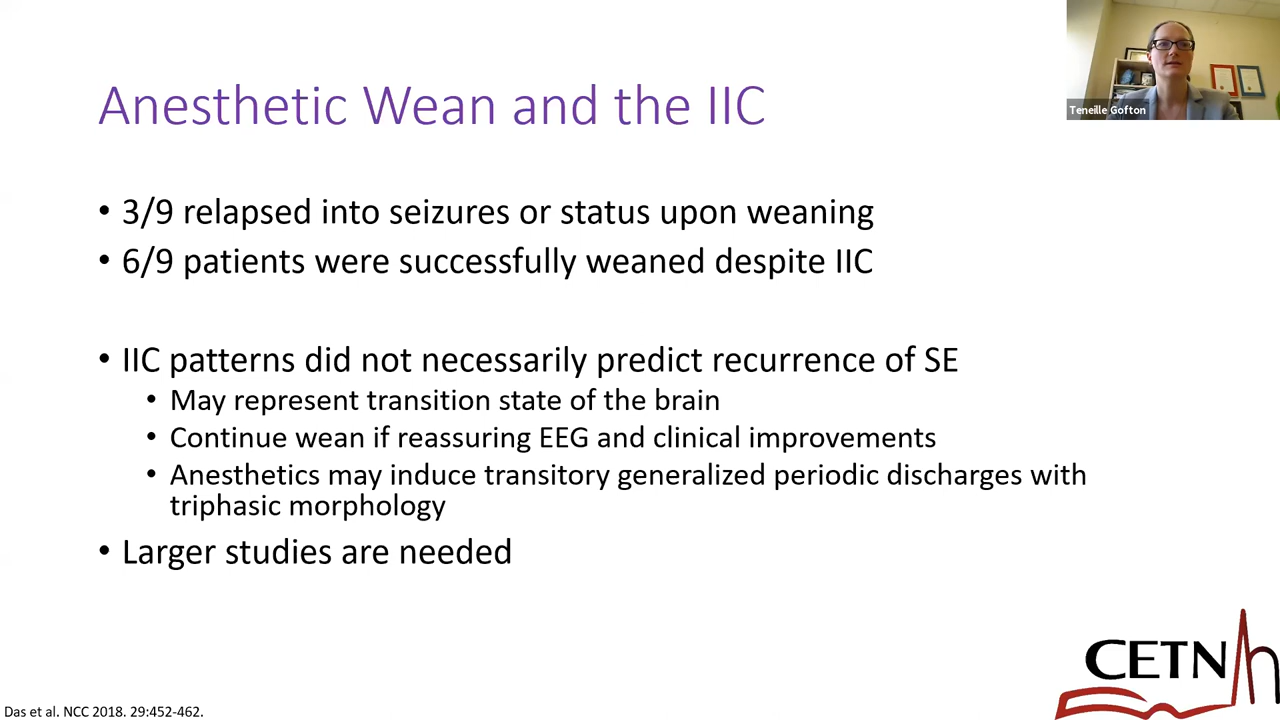 Teneille Gofton
Anesthetic Wean and the IIC
• 3/9 relapsed into seizures or status upon weaning
• 6/9 patients were successfully weaned despite IIC
• IIC patterns did not necessarily predict recurrence of SE
• May represent transition state of the brain
• Continue wean if reassuring EEG and clinical improvements
• Anesthetics may induce transitory generalized periodic discharges with
triphasic morphology
• Larger studies are needed
CETN
Das et al. NCC 2018. 29:452-462.